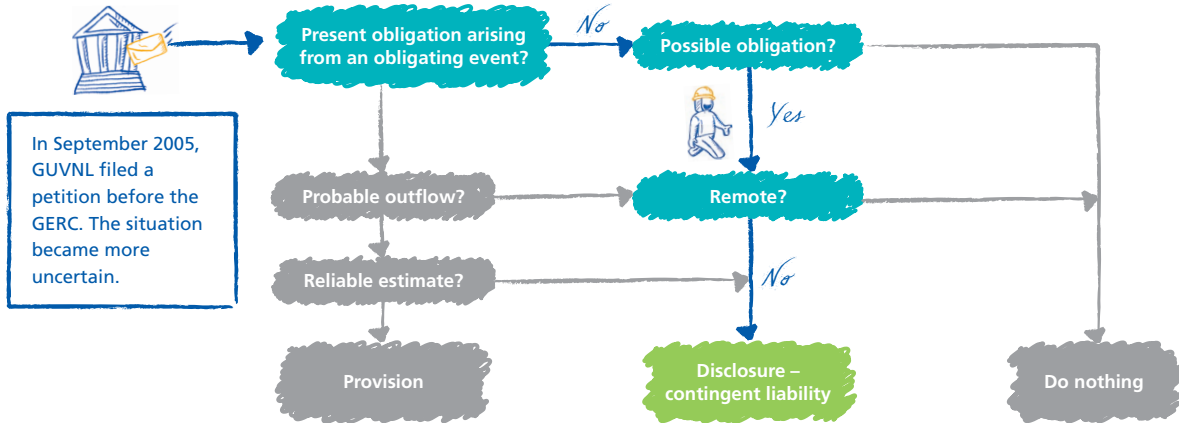 Present obligation arising
from an obligating event?
No
Possible obligation?
In September 2005,
GUVNL filed a
petition before the
GERC. The situation
became more
uncertain.
Yes
Probable outflow?
Remote?
Reliable estimate?
No
Provision
Disclosure –
contingent liability
Do nothing